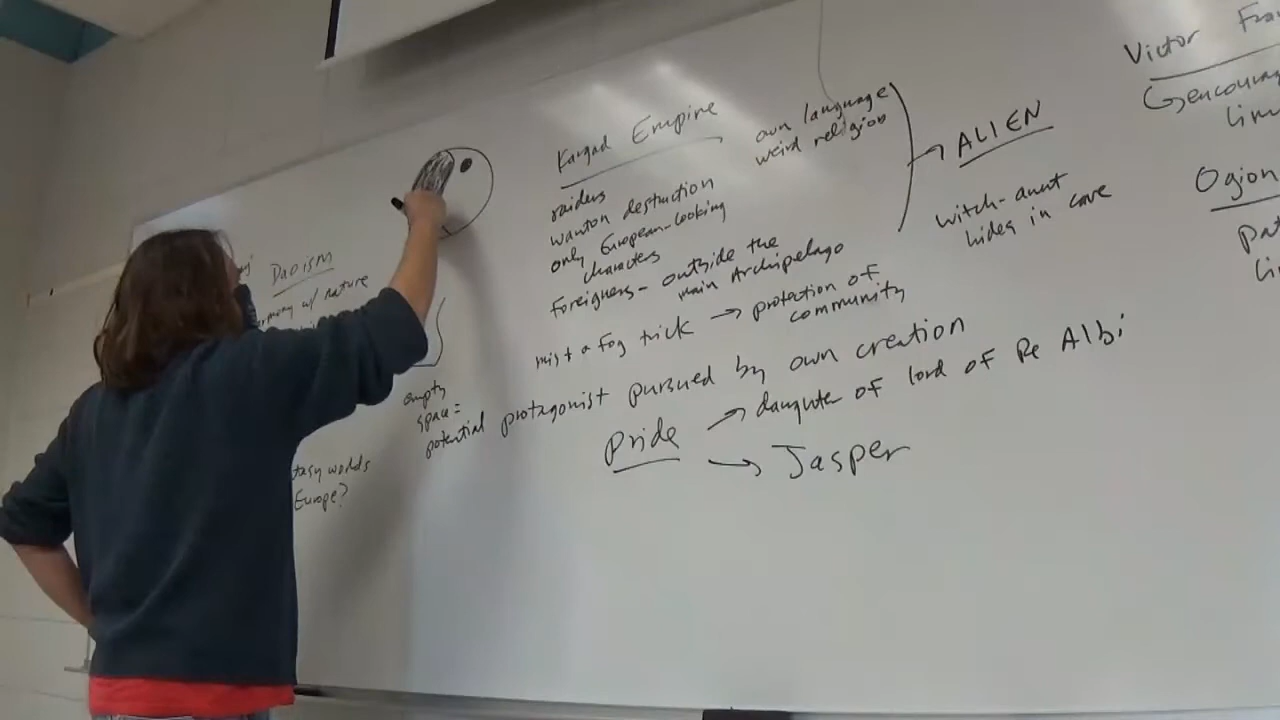 Daoism
w/ nature
empty
space =
potential
worlds
Europe?
Kargad Empire
raiders
wanton destruction
only European-looking
characters
foreigners - outside the
main Archipelago
mist & fog trick → protection of
community
protagonist pursued by own creation
Pride → daughter of lord of Re Albi
→ Jasper
own language
weird religion
→ ALIEN
witch-aunt
hides in cave
Victor
Ogion